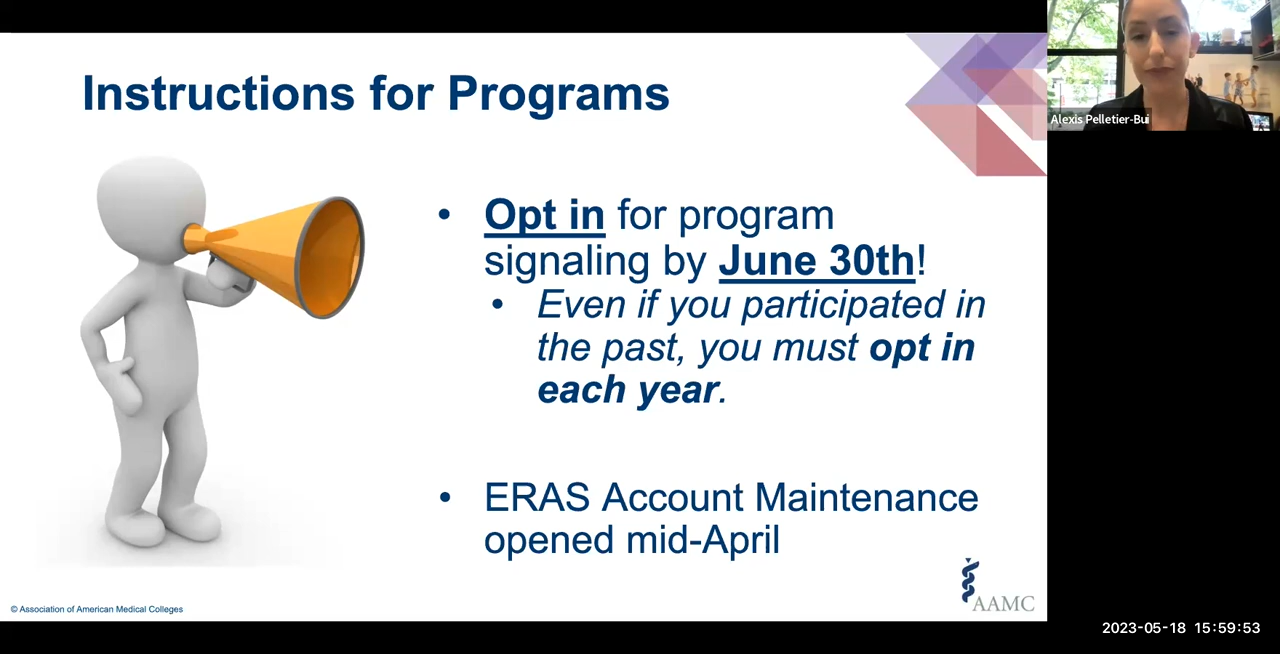 Instructions for Programs
Alexis Pelletier-Bui
• Opt in for program
signaling by June 30th!
• Even if you participated in
the past, you must opt in
each year.
• ERAS Account Maintenance
opened mid-April
AAMC
© Association of American Medical Colleges
2023-05-18 15:59:53